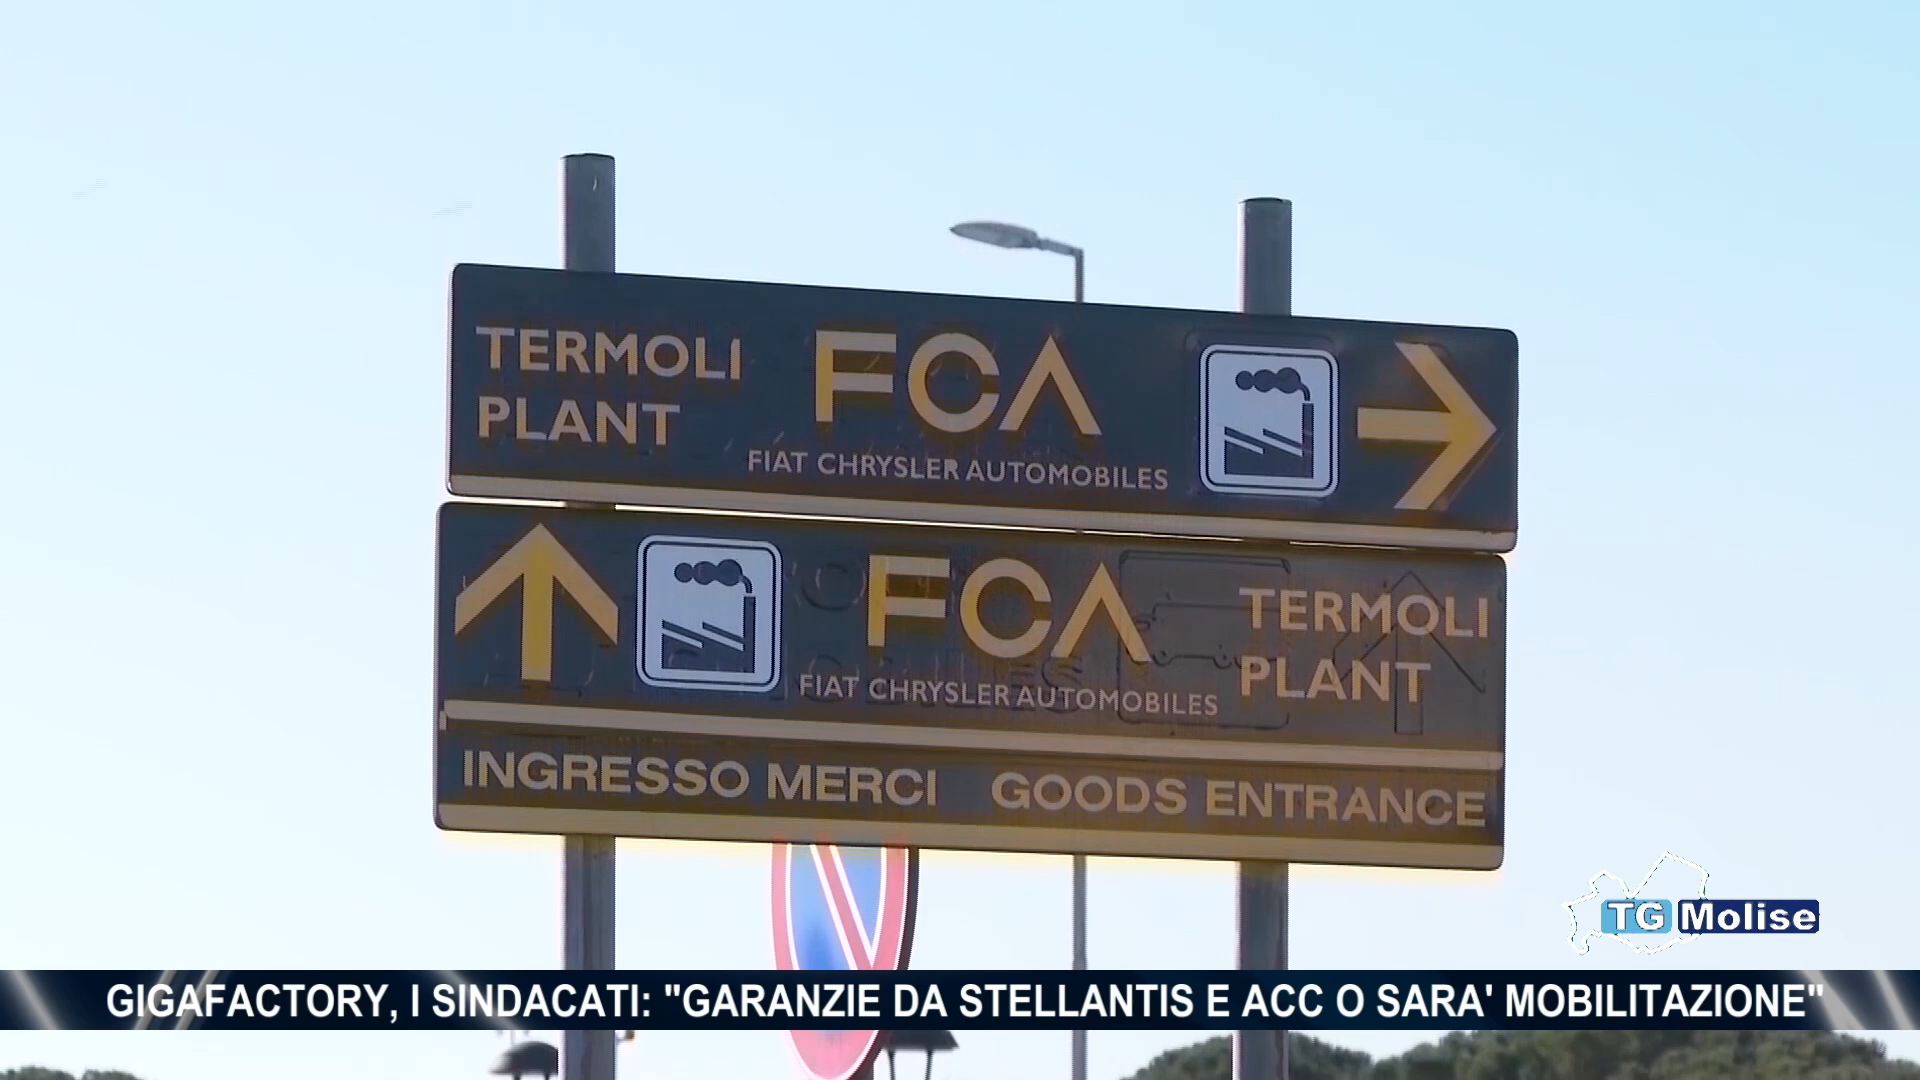 TERMOLI
PLANT
FCA
FIAT CHRYSLER AUTOMOBILES
FCA
FIAT CHRYSLER AUTOMOBILES
TERMOLI
PLANT
INGRESSO MERCI GOODS ENTRANCE
TG Molise
GIGAFACTORY, I SINDACATI: "GARANZIE DA STELLANTIS E ACC O SARA' MOBILITAZIONE"